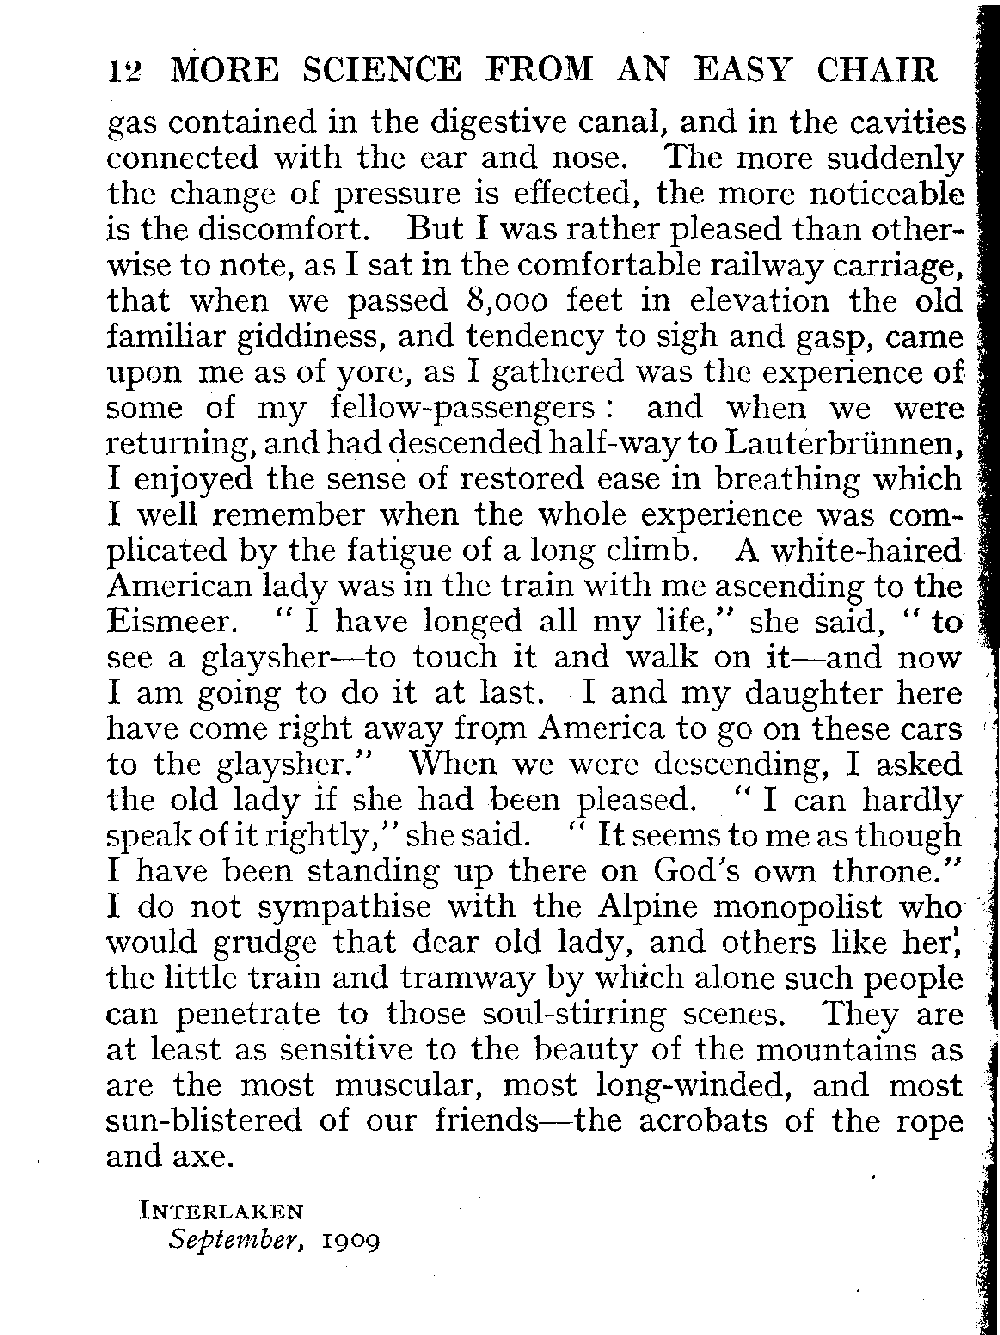 12 MORE SCIENCE FROM AN EASY CHAIR
gas contained in the digestive canal, and in the cavities
connected with the ear and nose. The more suddenly
the change of pressure is effected, the more noticeable
is the discomfort. But I was rather pleased than other-
wise to note, as I sat in the comfortable railway carriage,
that when we passed 8,000 feet in elevation the old
familiar giddiness, and tendency to sigh and gasp, came
upon me as of yore, as I gathered was the experience of
some of my fellow-passengers : and when we were
returning, and had descended half-way to Lauterbrünnen,
I enjoyed the sense of restored ease in breathing which
I well remember when the whole experience was com-
plicated by the fatigue of a long climb. A white-haired
American lady was in the train with me ascending to the
Eismeer. “ I have longed all my life,” she said, “ to
see a glaysher—to touch it and walk on it—and now
I am going to do it at last. I and my daughter here
have come right away from America to go on these cars
to the glaysher.” When we were descending, I asked
the old lady if she had been pleased. “ I can hardly
speak of it rightly,” she said. “ It seems to me as though
I have been standing up there on God's own throne.”
I do not sympathise with the Alpine monopolist who
would grudge that dear old lady, and others like her,
the little train and tramway by which alone such people
can penetrate to those soul-stirring scenes. They are
at least as sensitive to the beauty of the mountains as
are the most muscular, most long-winded, and most
sun-blistered of our friends—the acrobats of the rope
and axe.
INTERLAKEN
September, 1909